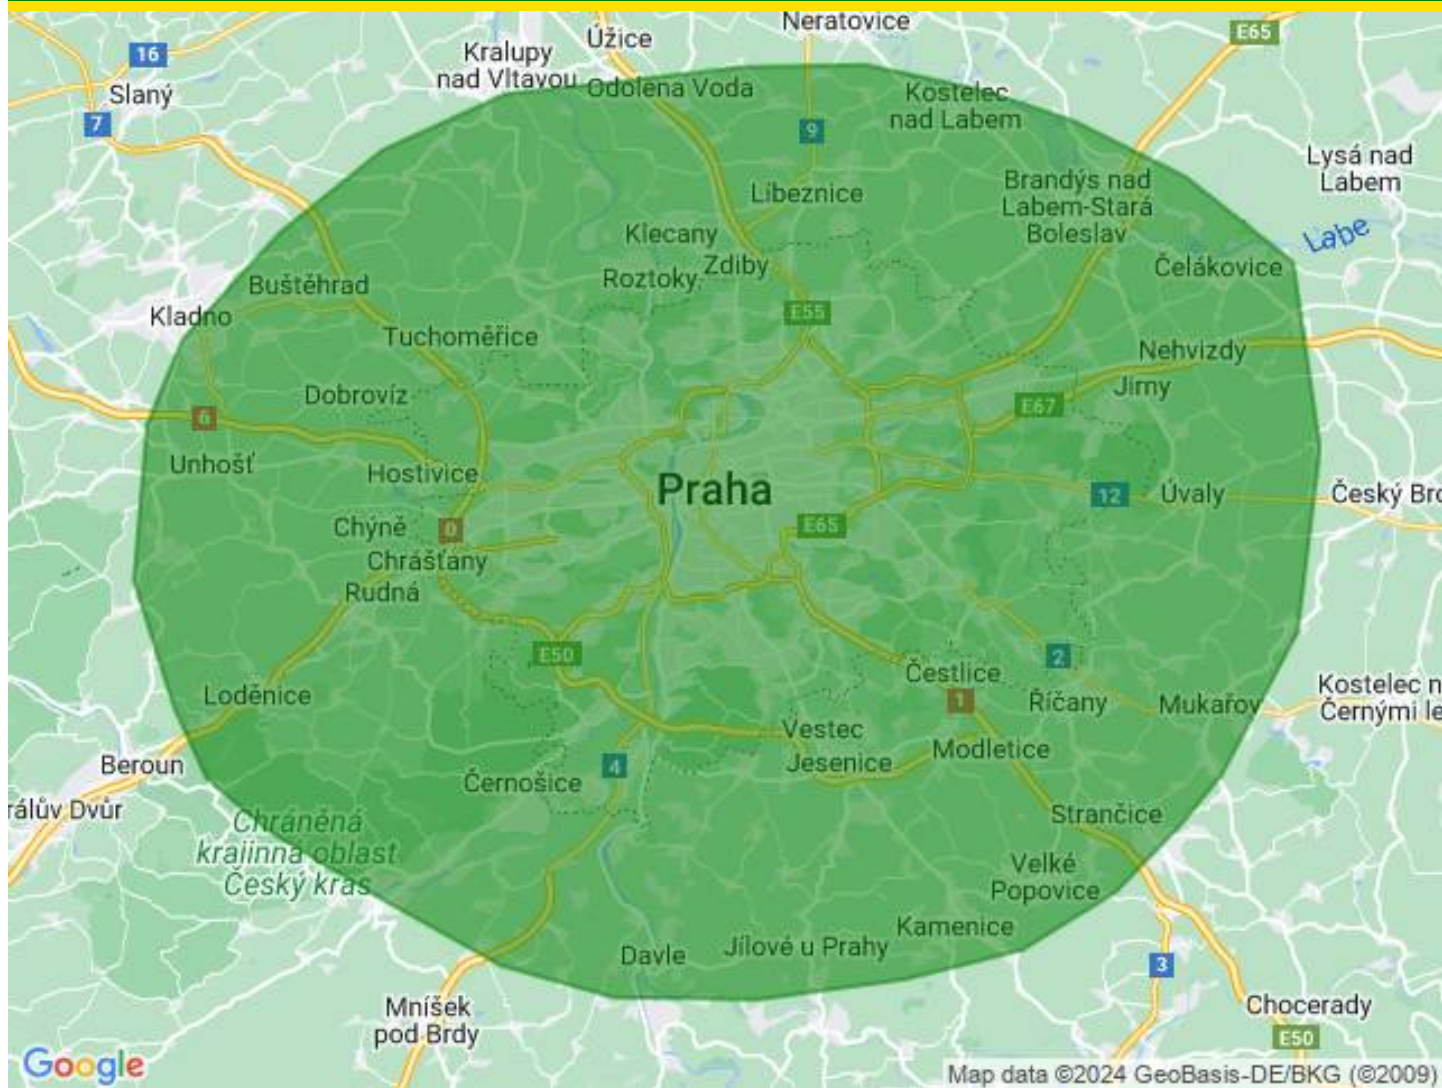 E65
Neratovice
Úžice
16
Kralupy
nad Vltavou
Odolena Voda
Slaný
Kostelec
nad Labem
7
9
Lysá nad
Labem
Brandýs nad
Labem-Stará
Boleslav
Líbeznice
Klecany
Labe
Zdiby
Čelákovice
Roztoky
Buštěhrad
Kladno
E55
Tuchoměřice
Nehvizdy
Jirny
Dobrovíz
E67
6
Unhošť
Hostivice
Praha
12
Úvaly
Český Bro
Chýně
0
E65
Chrášťany
Rudná
E50
2
Čestlice
Kostelec n
Černými le
Loděnice
1
Říčany
Mukařov
Vestec
Modletice
Beroun
4
Jesenice
Černošice
rálův Dvůr
Strančice
Chráněná
krajinná oblast
Český kras
Velké
Popovice
Kamenice
Davle
Jílové u Prahy
3
Mníšek
pod Brdy
Chocerady
E50
Google
Map data ©2024 GeoBasis-DE/BKG (©2009)